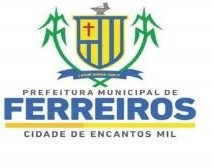 PREFEITURA MUNICIPAL DE
FERREIROS
CIDADE DE ENCANTOS MIL